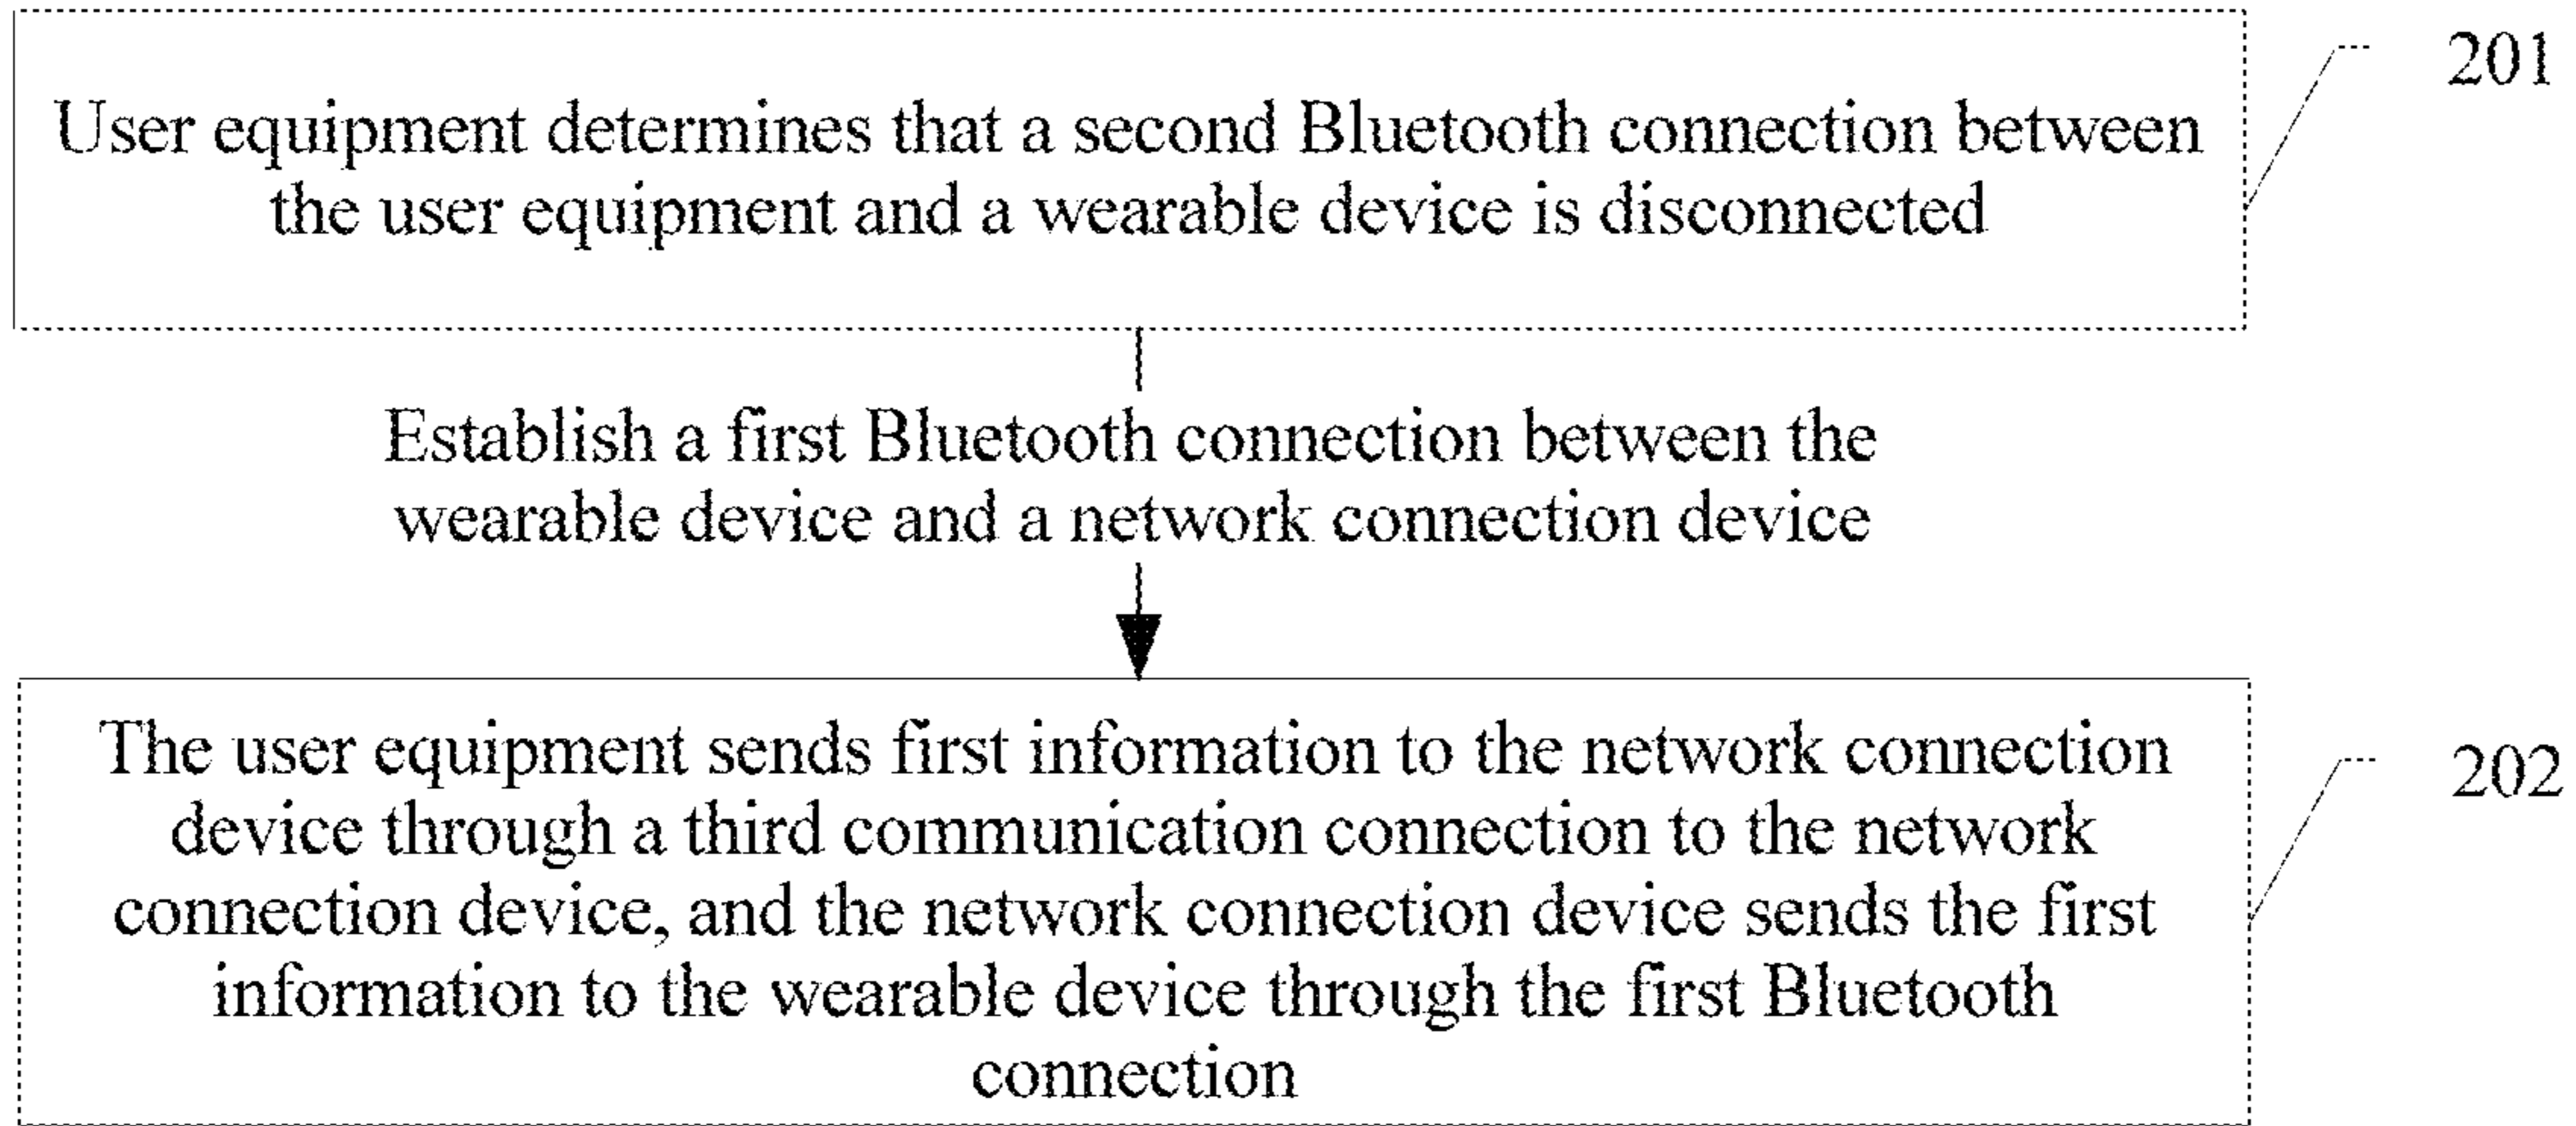 User equipment determines that a second Bluetooth connection between
the user equipment and a wearable device is disconnected
201
Establish a first Bluetooth connection between the
wearable device and a network connection device
The user equipment sends first information to the network connection
device through a third communication connection to the network
connection device, and the network connection device sends the first
information to the wearable device through the first Bluetooth
connection
202